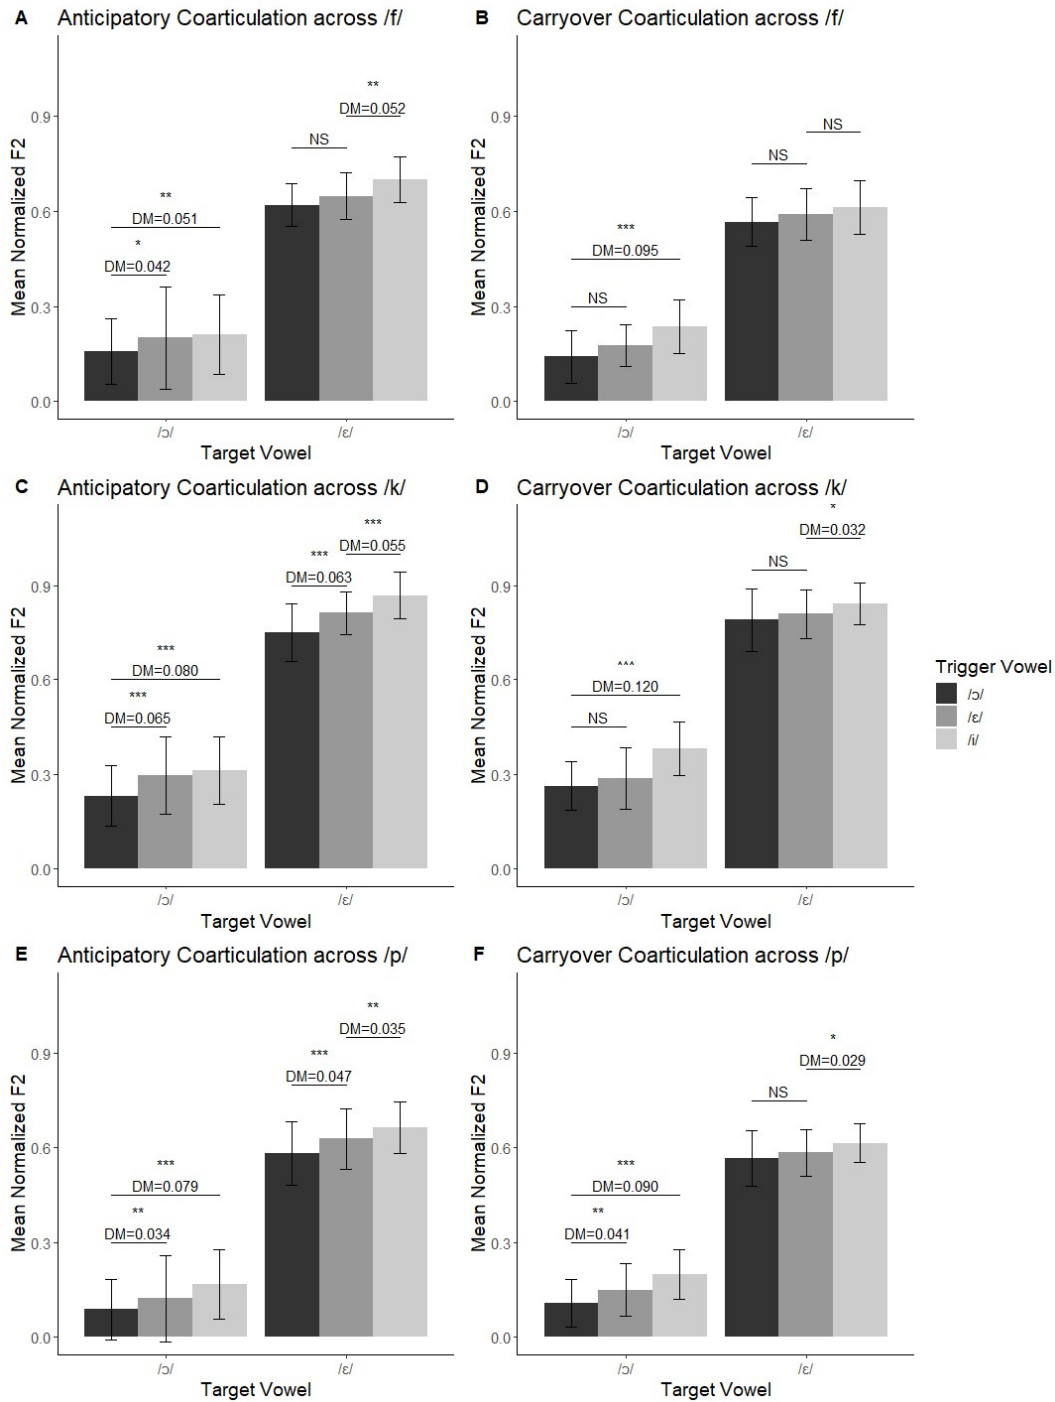 A Anticipatory Coarticulation across /f/
**
DM=0.052
NS
**
DM=0.051
*
DM=0.042
0.9
0.6
0.3
0.0
Mean Normalized F2
/ɔ/ /ɛ/
Target Vowel
B Carryover Coarticulation across /f/
NS
NS
***
DM=0.095
NS
0.9
0.6
0.3
0.0
Mean Normalized F2
/ɔ/ /ɛ/
Target Vowel
C Anticipatory Coarticulation across /k/
***
DM=0.055
***
DM=0.063
***
DM=0.080
***
DM=0.065
0.9
0.6
0.3
0.0
Mean Normalized F2
/ɔ/ /ɛ/
Target Vowel
D Carryover Coarticulation across /k/
*
DM=0.032
NS
***
DM=0.120
NS
0.9
0.6
0.3
0.0
Mean Normalized F2
/ɔ/ /ɛ/
Target Vowel
Trigger Vowel
/ɔ/
/ɛ/
/i/
E Anticipatory Coarticulation across /p/
**
DM=0.035
***
DM=0.047
***
DM=0.079
**
DM=0.034
0.9
0.6
0.3
0.0
Mean Normalized F2
/ɔ/ /ɛ/
Target Vowel
F Carryover Coarticulation across /p/
*
DM=0.029
NS
***
DM=0.090
**
DM=0.041
0.9
0.6
0.3
0.0
Mean Normalized F2
/ɔ/ /ɛ/
Target Vowel